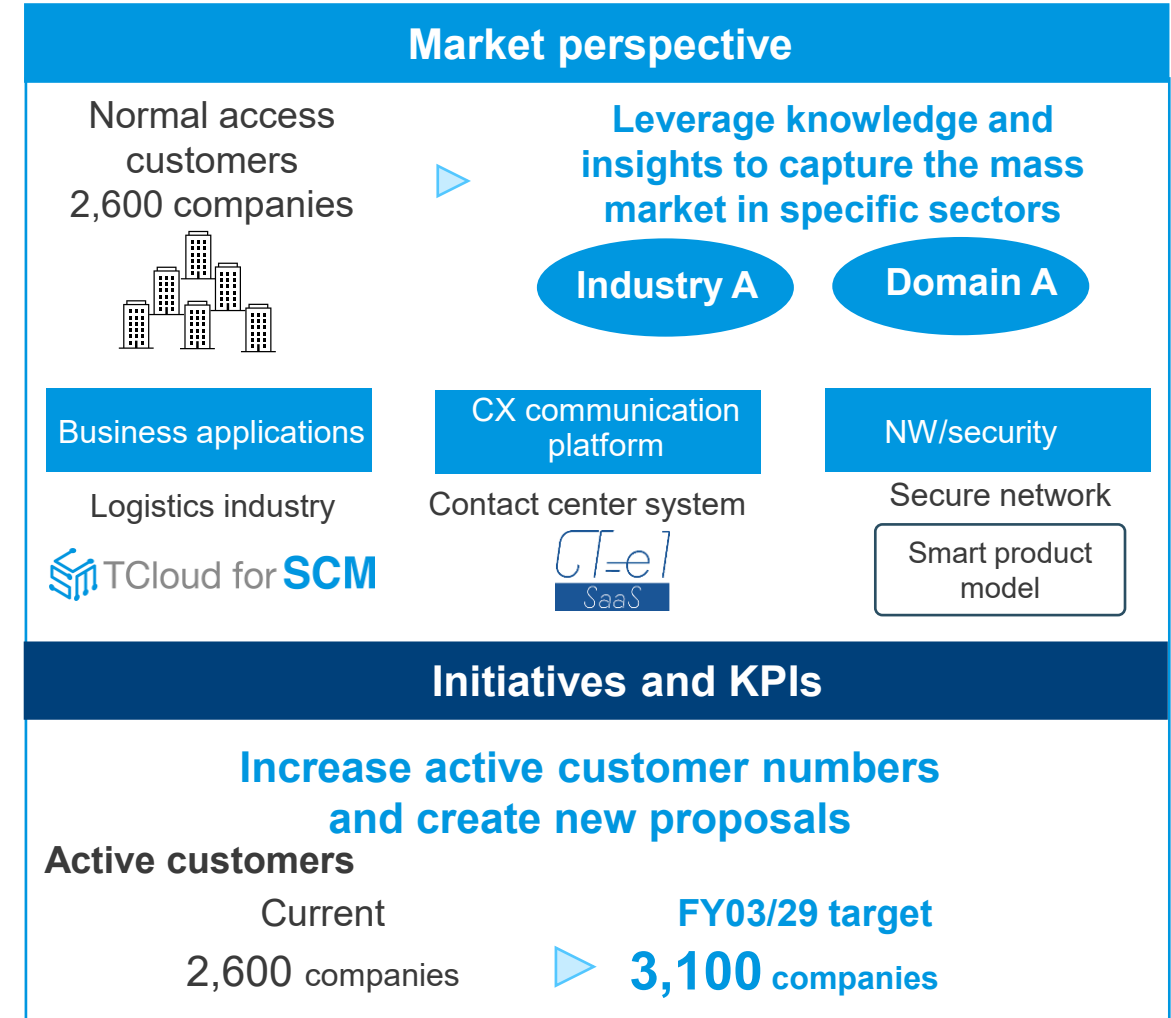 Market perspective
Normal access
customers
2,600 companies
Leverage knowledge and
insights to capture the mass
market in specific sectors
Industry A
Domain A
Business applications
Logistics industry
TCloud for SCM
CX communication
platform
Contact center system
CT=e1
SaaS
NW/security
Secure network
Smart product
model
Initiatives and KPIs
Increase active customer numbers
and create new proposals
Active customers
Current
2,600 companies
FY03/29 target
3,100 companies